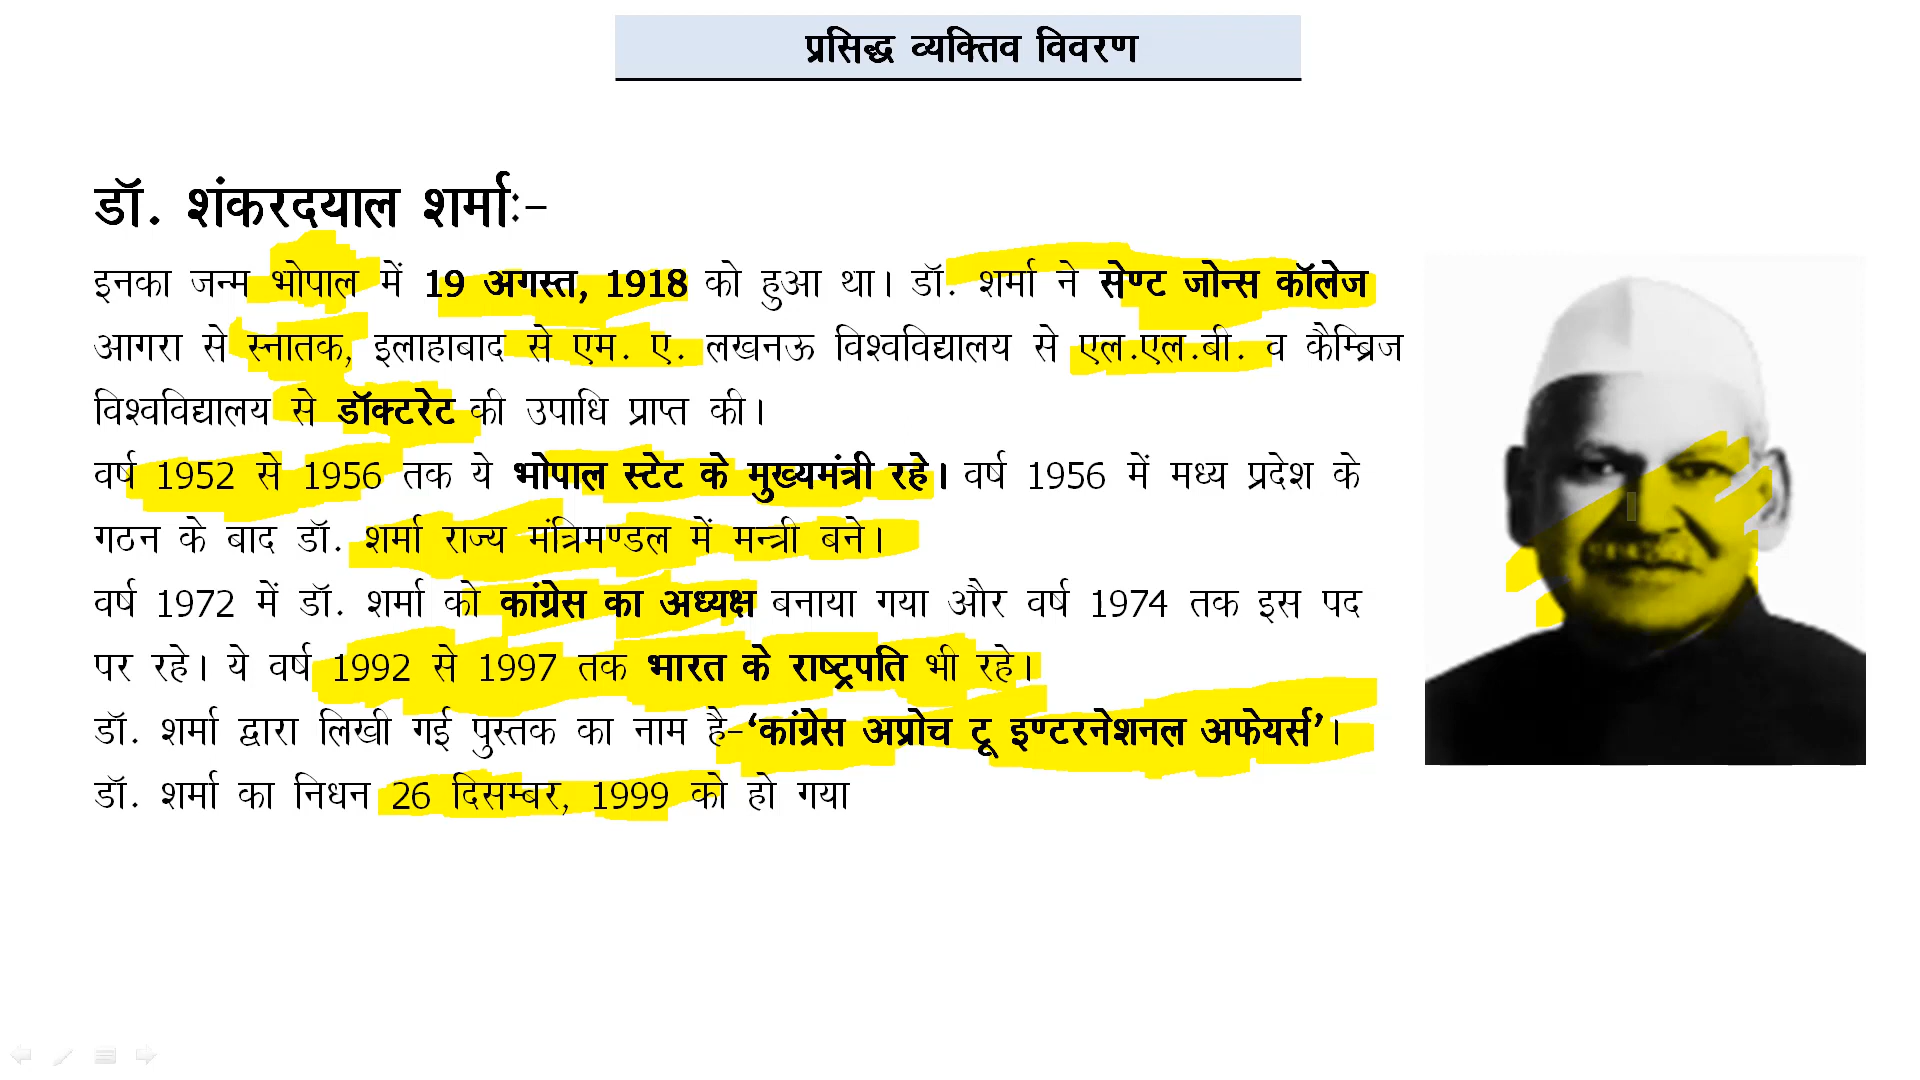 प्रसिद्ध व्यक्तिव विवरण
डॉ. शंकरदयाल शर्माः-
इनका जन्म भोपाल में 19 अगस्त, 1918 को हुआ था। डॉ. शर्मा ने सेण्ट जोन्स कॉलेज
आगरा से स्नातक, इलाहाबाद से एम. ए. लखनऊ विश्वविद्यालय से एल.एल.बी. व कैम्ब्रिज
विश्वविद्यालय से डॉक्टरेट की उपाधि प्राप्त की।
वर्ष 1952 से 1956 तक ये भोपाल स्टेट के मुख्यमंत्री रहे। वर्ष 1956 में मध्य प्रदेश के
गठन के बाद डॉ. शर्मा राज्य मंत्रिमण्डल में मन्त्री बने।
वर्ष 1972 में डॉ. शर्मा को कांग्रेस का अध्यक्ष बनाया गया और वर्ष 1974 तक इस पद
पर रहे। ये वर्ष 1992 से 1997 तक भारत के राष्ट्रपति भी रहे।
डॉ. शर्मा द्वारा लिखी गई पुस्तक का नाम है-‘कांग्रेस अप्रोच टू इण्टरनेशनल अफेयर्स’।
डॉ. शर्मा का निधन 26 दिसम्बर, 1999 को हो गया